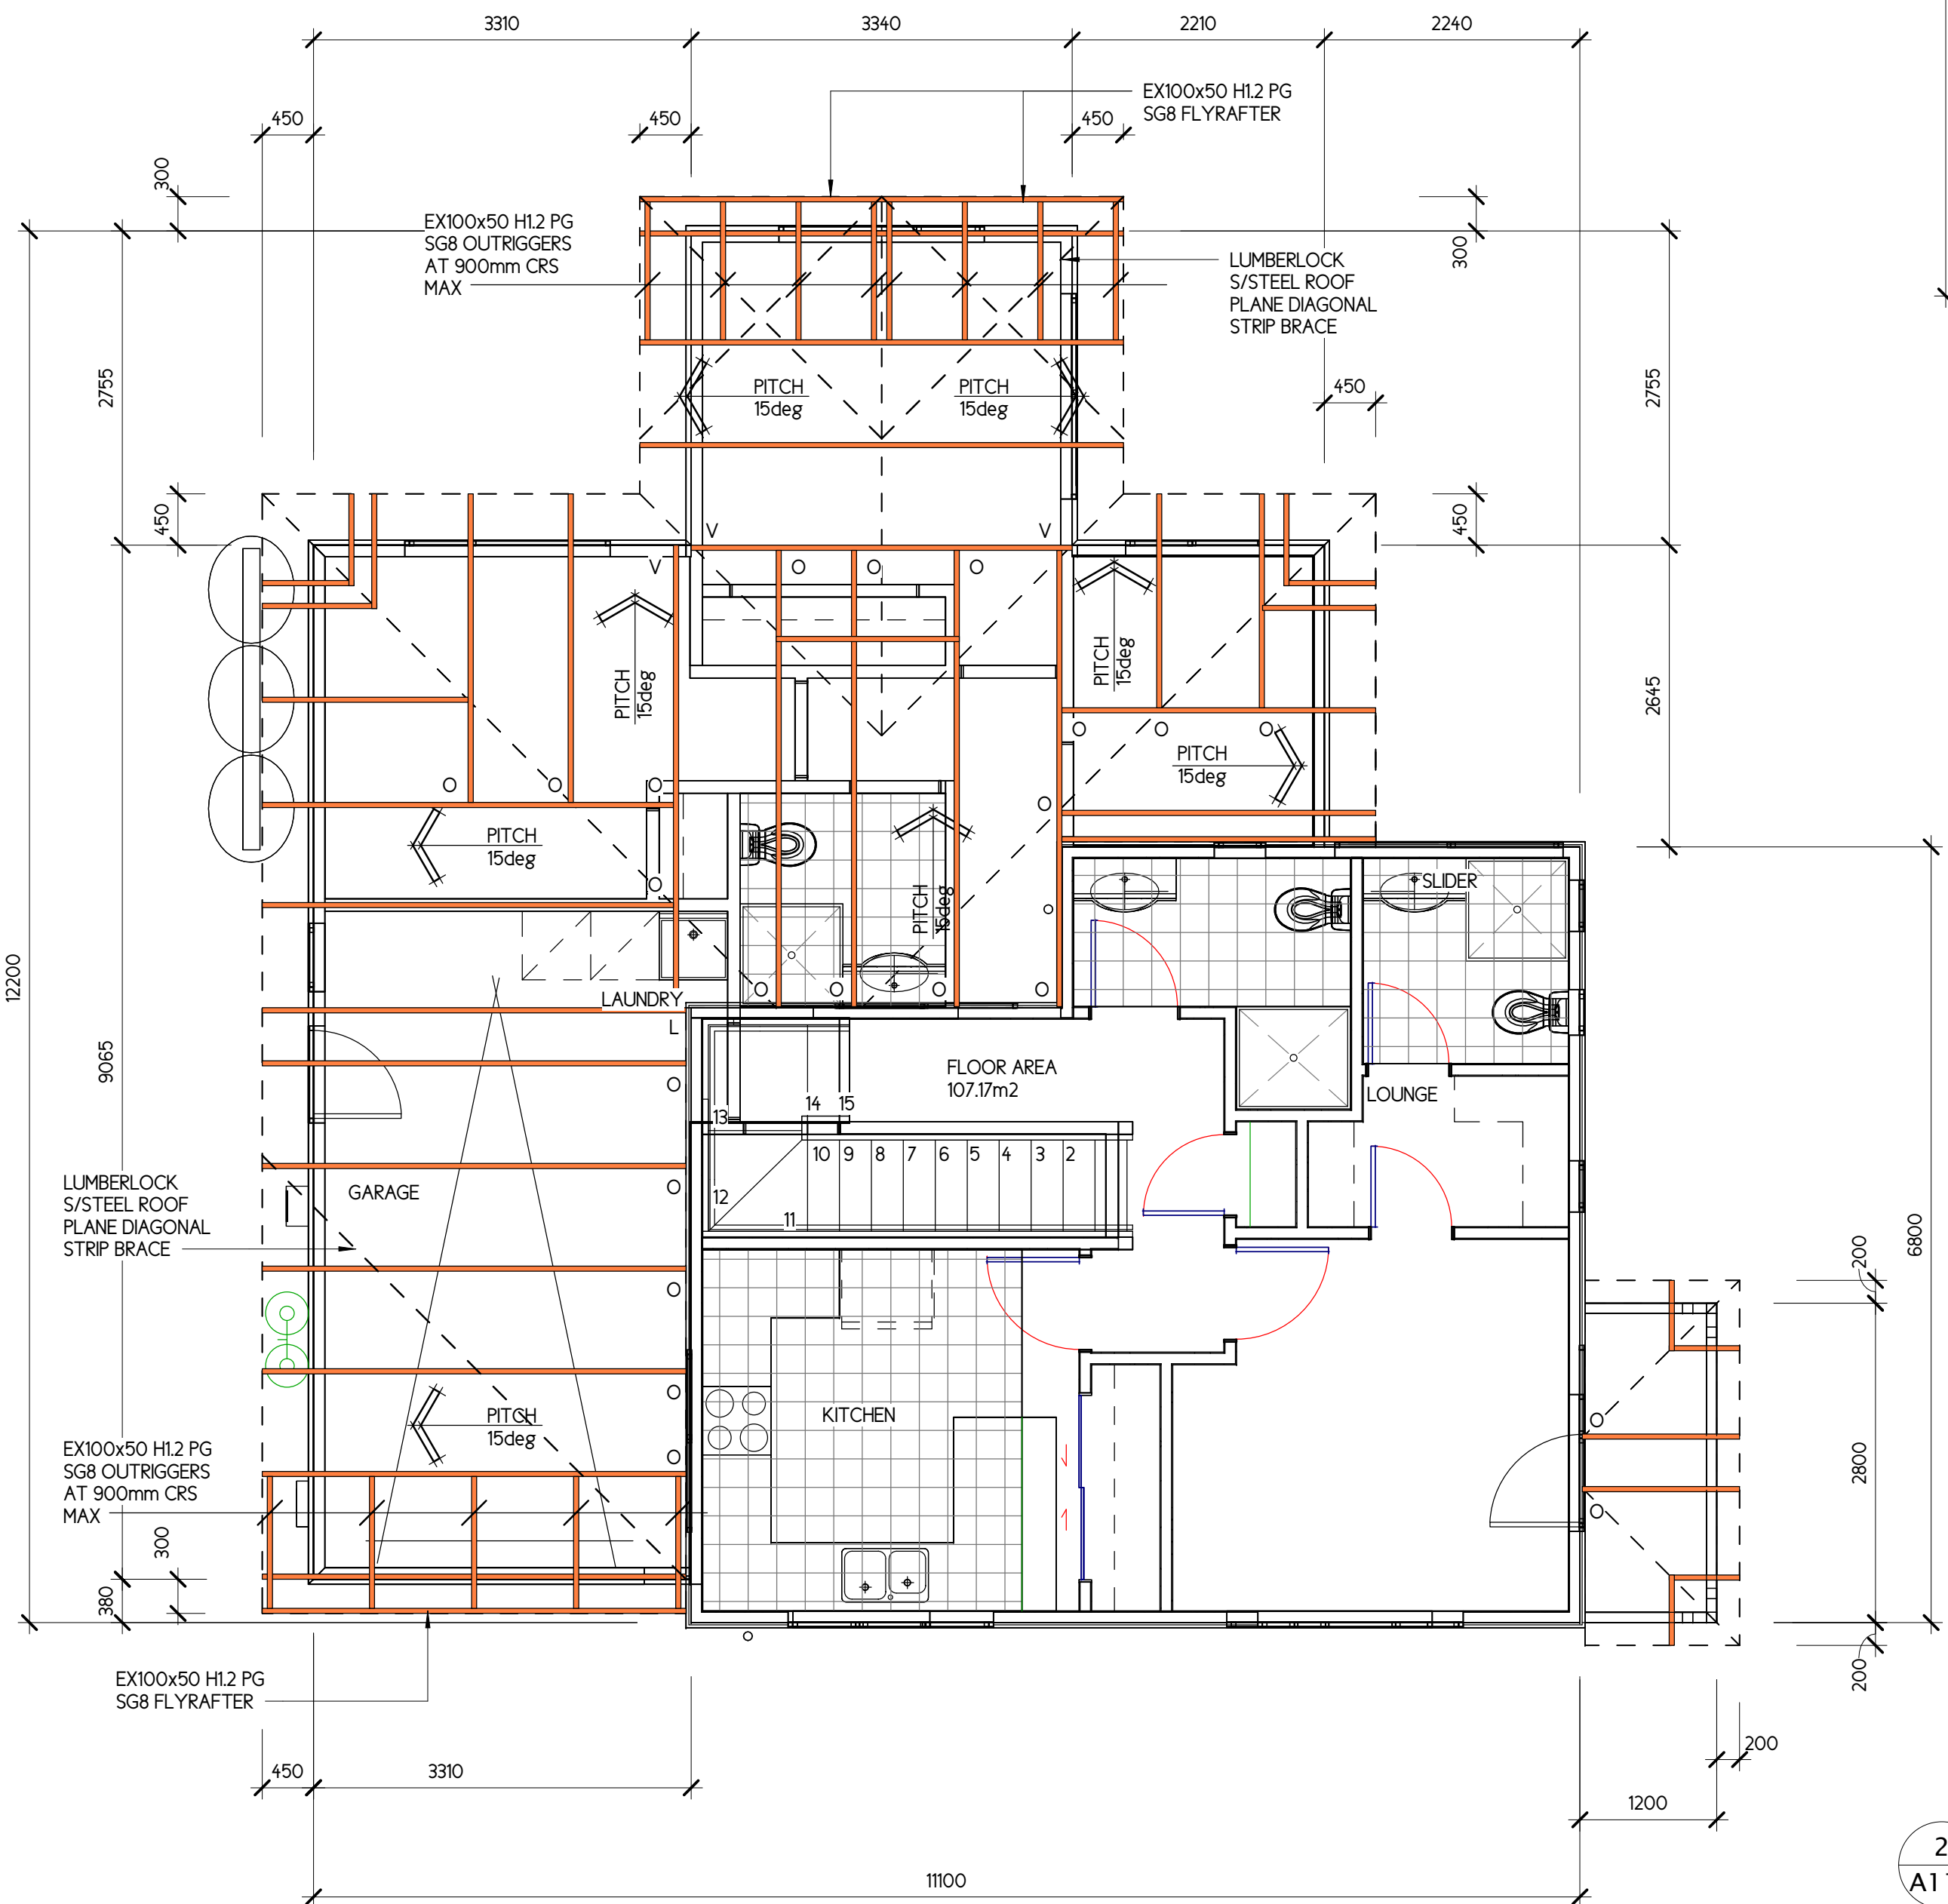 3310
3340
2210
2240
EX100x50 H1.2 PG
SG8 FLYRAFTER
450
450
450
300
EX100x50 H1.2 PG
SG8 OUTRIGGERS
AT 900mm CRS
MAX
300
LUMBERLOCK
S/STEEL ROOF
PLANE DIAGONAL
STRIP BRACE
2755
PITCH
15deg
PITCH
15deg
450
2755
450
450
V
V
V
O
O
O
PITCH
15deg
PITCH
15deg
2645
O
O
O
PITCH
15deg
O
O
O
O
PITCH
15deg
O
PITCH
15deg
SLIDER
O
12200
O
O
O
O
LAUNDRY
L
9065
FLOOR AREA
107.17m2
O
LOUNGE
13
14
15
10
9
8
7
6
5
4
3
2
12
11
LUMBERLOCK
S/STEEL ROOF
PLANE DIAGONAL
STRIP BRACE
GARAGE
O
6800
200
O
O
KITCHEN
PITCH
15deg
O
EX100x50 H1.2 PG
SG8 OUTRIGGERS
AT 900mm CRS
MAX
O
2800
O
300
380
EX100x50 H1.2 PG
SG8 FLYRAFTER
200
200
450
3310
1200
11100
2
A1 1